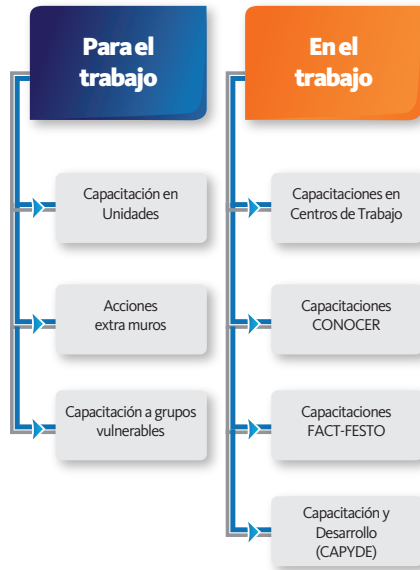 Para el
trabajo
Capacitación en
Unidades
Acciones
extra muros
Capacitación a grupos
vulnerables
En el
trabajo
Capacitaciones en
Centros de Trabajo
Capacitaciones
CONOCER
Capacitaciones
FACT-FESTO
Capacitación y
Desarrollo
(CAPYDE)